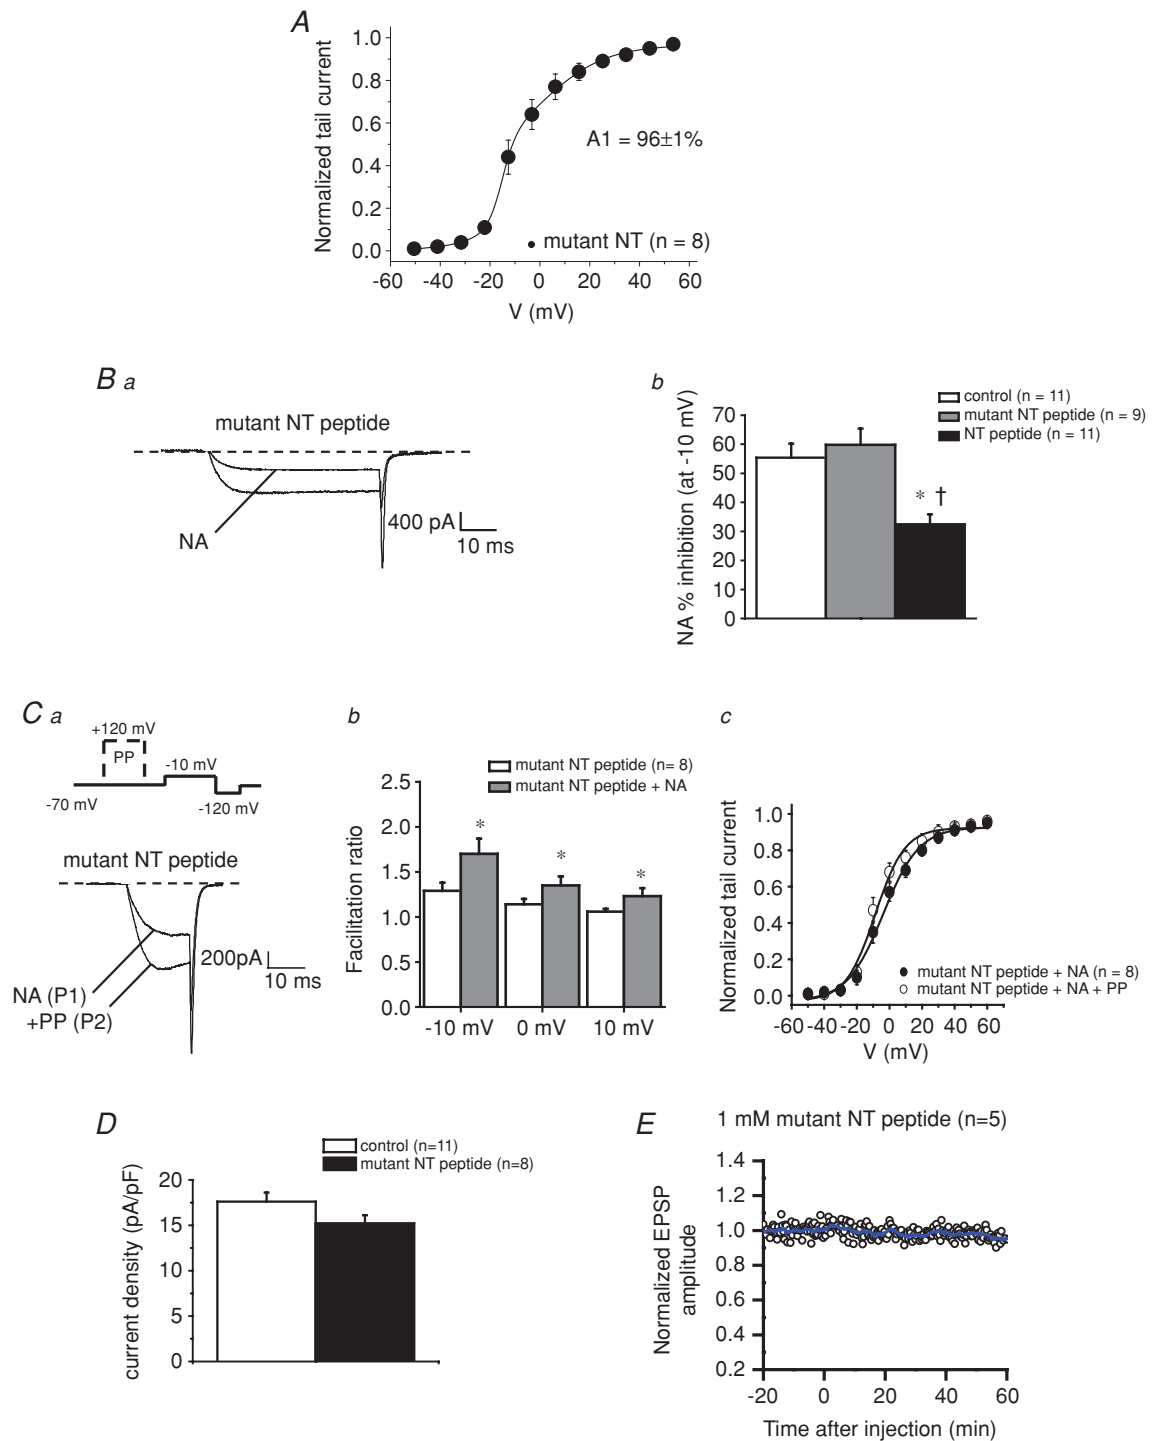 A
Normalized tail current
1.0
0.8
0.6
0.4
0.2
0.0
A1 = 96±1%
mutant NT (n = 8)
-60 -40 -20 0 20 40 60
V (mV)
B a
mutant NT peptide
NA
400 pA
10 ms
b
NA % inhibition (at -10 mV)
70
60
50
40
30
20
10
0
control (n = 11)
mutant NT peptide (n = 9)
NT peptide (n = 11)
* †
C a
+120 mV
PP
-10 mV
-70 mV
-120 mV
mutant NT peptide
200pA
10 ms
NA (P1)
+PP (P2)
b
mutant NT peptide (n= 8)
mutant NT peptide + NA
Facilitation ratio
2.5
2.0
1.5
1.0
0.5
0.0
*
*
*
-10 mV 0 mV 10 mV
c
Normalized tail current
1.0
0.8
0.6
0.4
0.2
0.0
mutant NT peptide + NA (n = 8)
mutant NT peptide + NA + PP
-60 -40 -20 0 20 40 60
V (mV)
D
control (n=11)
mutant NT peptide (n=8)
current density (pA/pF)
20
15
10
5
0
E
1 mM mutant NT peptide (n=5)
Normalized EPSP
amplitude
1.4
1.2
1.0
0.8
0.6
0.4
0.2
-20 0 20 40 60
Time after injection (min)